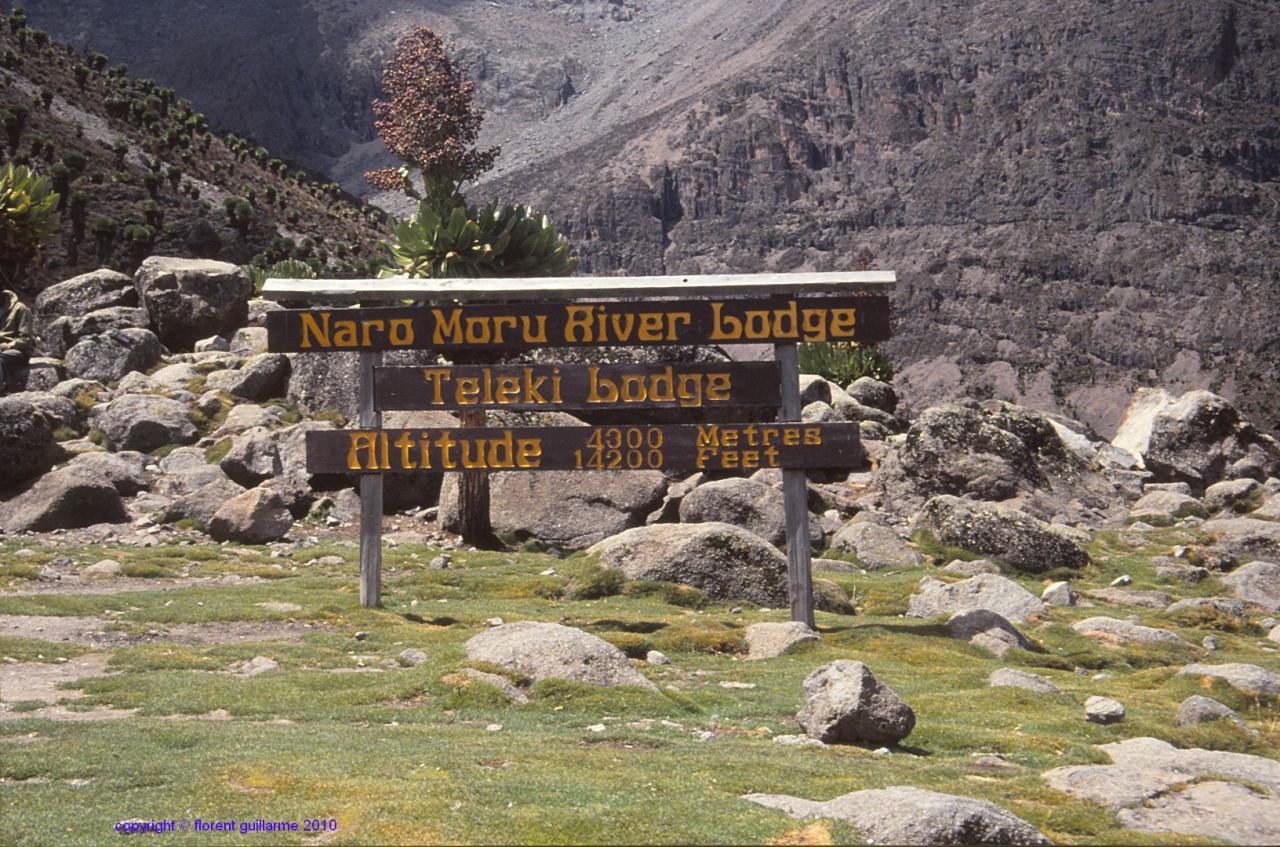 Naro Moru River Lodge
Teleki Lodge
Altitude 4300 Metres
14200 Feet
copyright © florent guillarme 2010